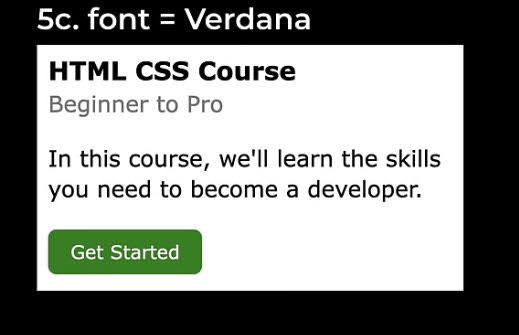 5c. font = Verdana
HTML CSS Course
Beginner to Pro
In this course, we'll learn the skills
you need to become a developer.
Get Started